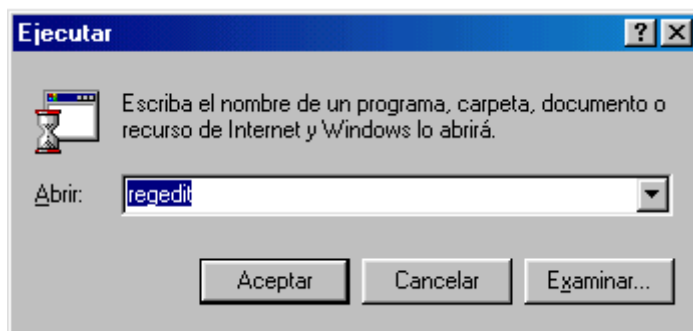 Ejecutar
Escriba el nombre de un programa, carpeta, documento o
recurso de Internet y Windows lo abrirá.
Abrir: regedit
Aceptar Cancelar Examinar...